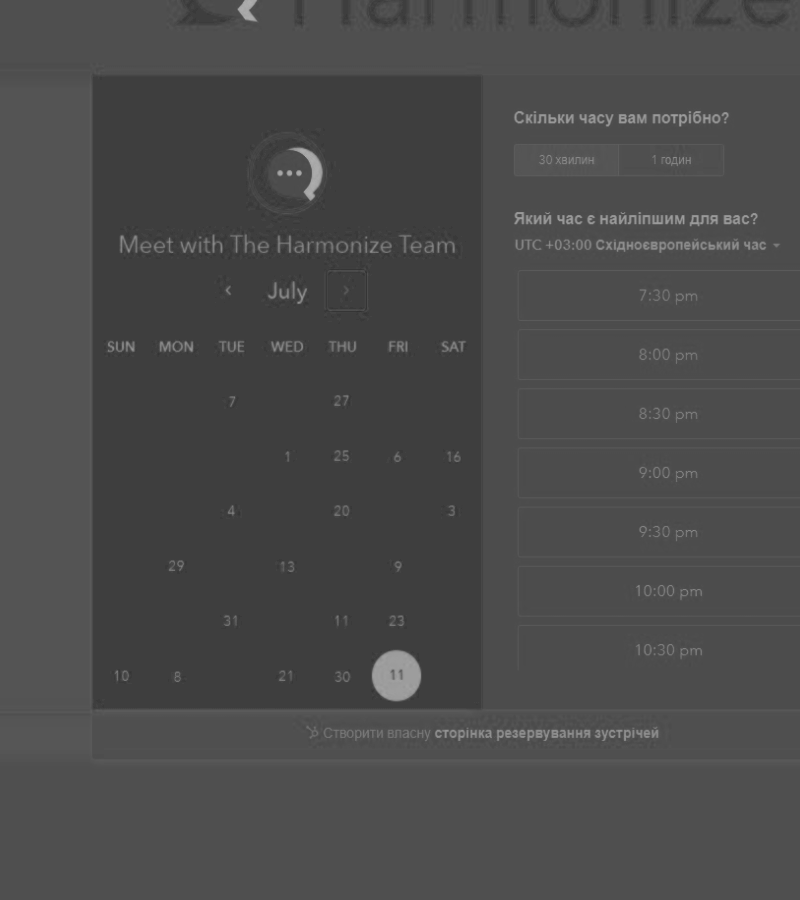 Harmonize
Meet with The Harmonize Team
July
SUN MON TUE WED THU FRI SAT
7 27
1 25 6 16
4 20 3
29 13 9
31 11 23
10 8 21 30 11
Скільки часу вам потрібно?
30 хвилин 1 годин
Який час є найліпшим для вас?
UTC +03:00 Східноєвропейський час
7:30 pm
8:00 pm
8:30 pm
9:00 pm
9:30 pm
10:00 pm
10:30 pm
Створити власну сторінка резервування зустрічей